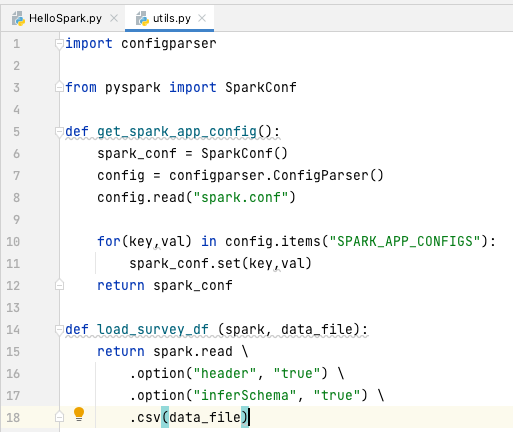 HelloSpark.py × utils.py ×
1 import configparser
2
3 from pyspark import SparkConf
4
5 def get_spark_app_config():
6     spark_conf = SparkConf()
7     config = configparser.ConfigParser()
8     config.read("spark.conf")
9
10     for(key,val) in config.items("SPARK_APP_CONFIGS"):
11         spark_conf.set(key,val)
12     return spark_conf
13
14 def load_survey_df (spark, data_file):
15     return spark.read \
16         .option("header", "true") \
17         .option("inferSchema", "true") \
18         .csv(data_file)